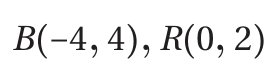 B(−4, 4), R(0, 2)